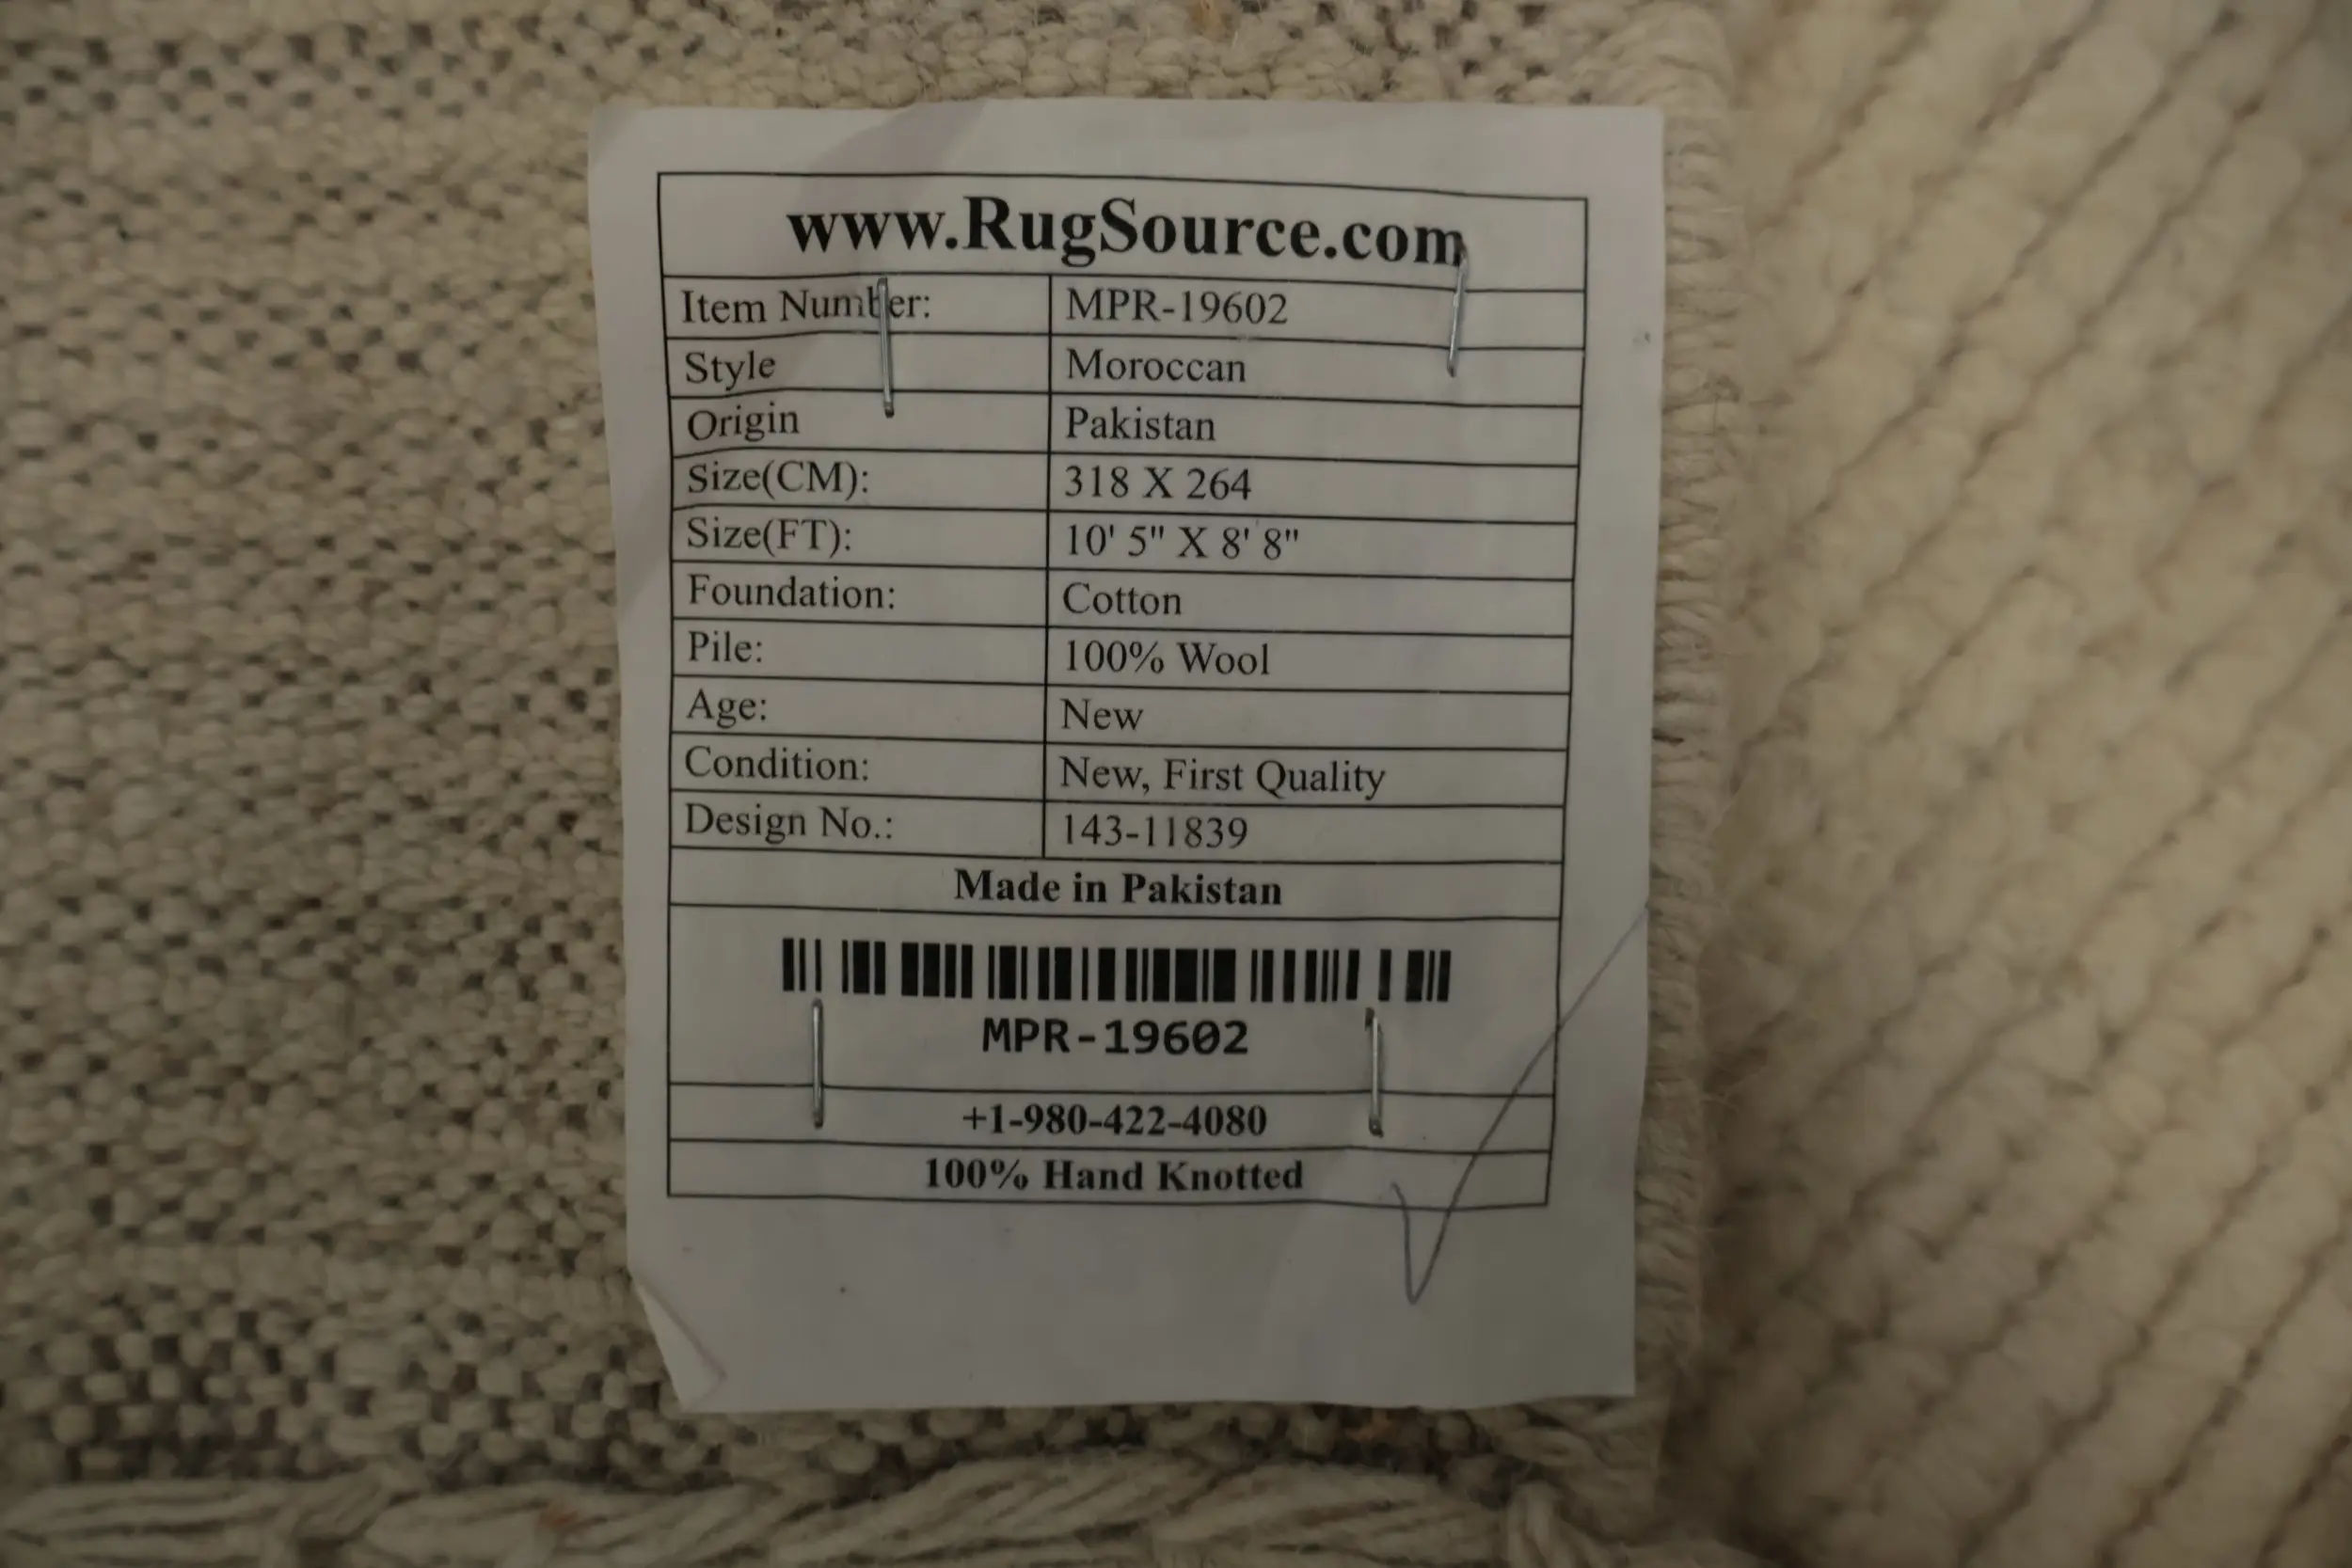 www.RugSource.com
Item Number: MPR-19602
Style Moroccan
Origin Pakistan
Size(CM): 318 X 264
Size(FT): 10' 5" X 8' 8"
Foundation: Cotton
Pile: 100% Wool
Age: New
Condition: New, First Quality
Design No.: 143-11839
Made in Pakistan
MPR-19602
+1-980-422-4080
100% Hand Knotted